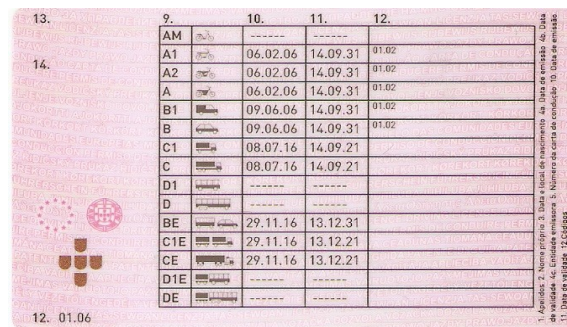 13.
14.
9. 10. 11. 12.
AM ------ ------
A1 06.02.06 14.09.31 01.02
A2 06.02.06 14.09.31 01.02
A 06.02.06 14.09.31 01.02
B1 09.06.06 14.09.31 01.02
B 09.06.06 14.09.31 01.02
C1 08.07.16 14.09.21
C 08.07.16 14.09.21
D1 ------ ------
D ------ ------
BE 29.11.16 13.12.31
C1E 29.11.16 13.12.21
CE 29.11.16 13.12.21
D1E ------ ------
DE ------ ------
12. 01.06
1. Apelidos 2. Nome próprio 3. Data e local de nascimento 4a. Data de emissão 4b. Data
de validade 4c. Entidade emissora 5. Número da carta de condução 10. Data de emissão
11. Data de validade 12. Códigos